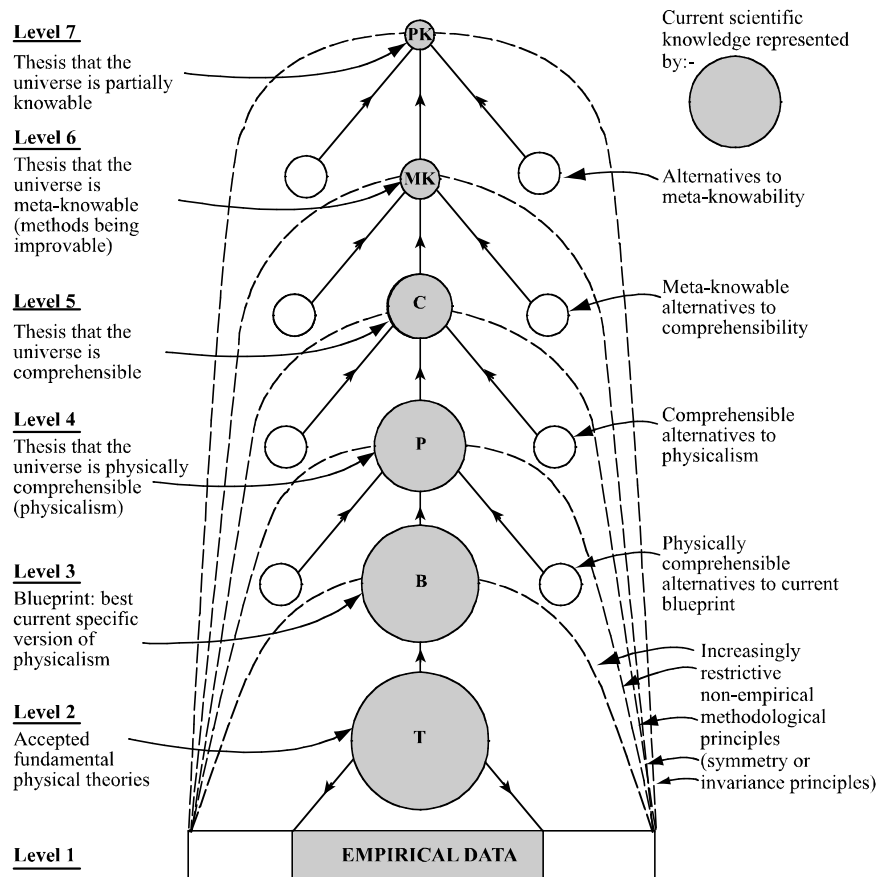 Level 7
Thesis that the
universe is partially
knowable
Level 6
Thesis that the
universe is
meta-knowable
(methods being
improvable)
Level 5
Thesis that the
universe is
comprehensible
Level 4
Thesis that the
universe is physically
comprehensible
(physicalism)
Level 3
Blueprint: best
current specific
version of
physicalism
Level 2
Accepted
fundamental
physical theories
Level 1
PK
MK
C
P
B
T
EMPIRICAL DATA
Current scientific
knowledge represented
by:-
Alternatives to
meta-knowability
Meta-knowable
alternatives to
comprehensibility
Comprehensible
alternatives to
physicalism
Physically
comprehensible
alternatives to current
blueprint
Increasingly
restrictive
non-empirical
methodological
principles
(symmetry or
invariance principles)